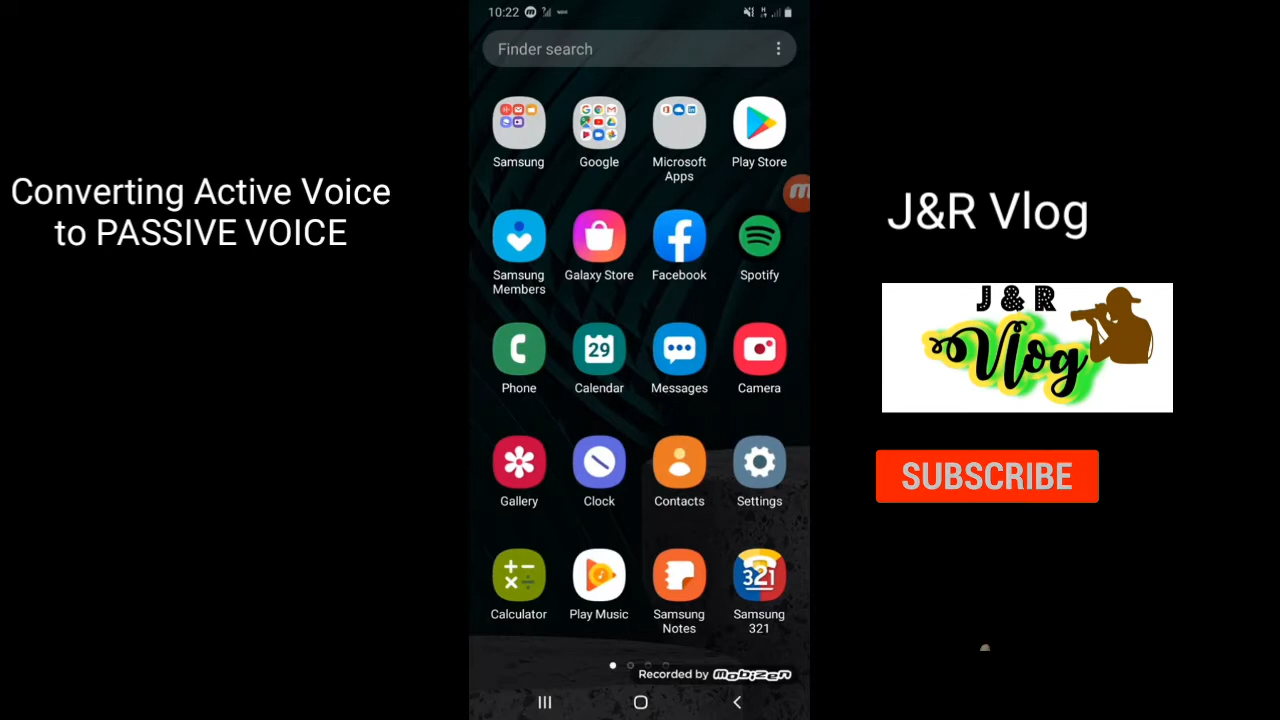 Converting Active Voice
to PASSIVE VOICE
10:22
Finder search
Samsung
Google
Microsoft
Apps
Play Store
Samsung
Members
Galaxy Store
Facebook
Spotify
Phone
29
Calendar
Messages
Camera
Gallery
Clock
Contacts
Settings
Calculator
Play Music
Samsung
Notes
321
Samsung
321
Recorded by mobizen
J&R Vlog
J & R
Vlog
SUBSCRIBE